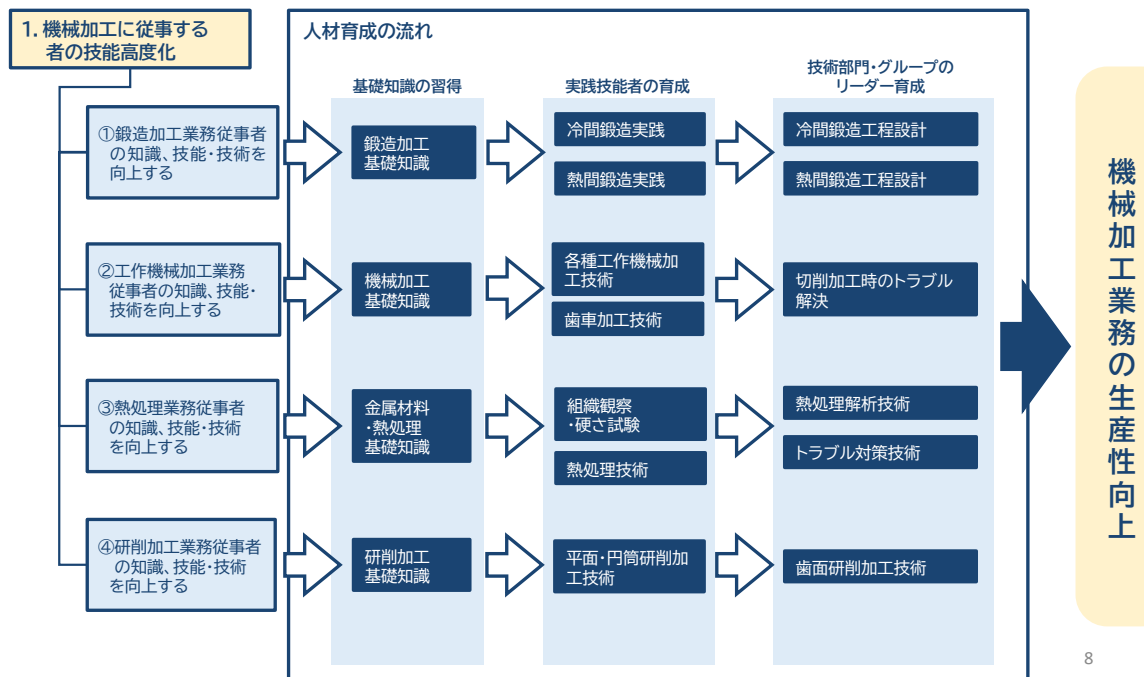 1. 機械加工に従事する
者の技能高度化
人材育成の流れ
基礎知識の習得
実践技能者の育成
技術部門・グループの
リーダー育成
①鍛造加工業務従事者
の知識、技能・技術を
向上する
鍛造加工
基礎知識
冷間鍛造実践
熱間鍛造実践
冷間鍛造工程設計
熱間鍛造工程設計
②工作機械加工業務
従事者の知識、技能・
技術を向上する
機械加工
基礎知識
各種工作機械加
工技術
歯車加工技術
切削加工時のトラブル
解決
③熱処理業務従事者
の知識、技能・技術
を向上する
金属材料
・熱処理
基礎知識
組織観察
・硬さ試験
熱処理技術
熱処理解析技術
トラブル対策技術
④研削加工業務従事者
の知識、技能・技術
を向上する
研削加工
基礎知識
平面・円筒研削加
工技術
歯面研削加工技術
機械加工業務の生産性向上
8